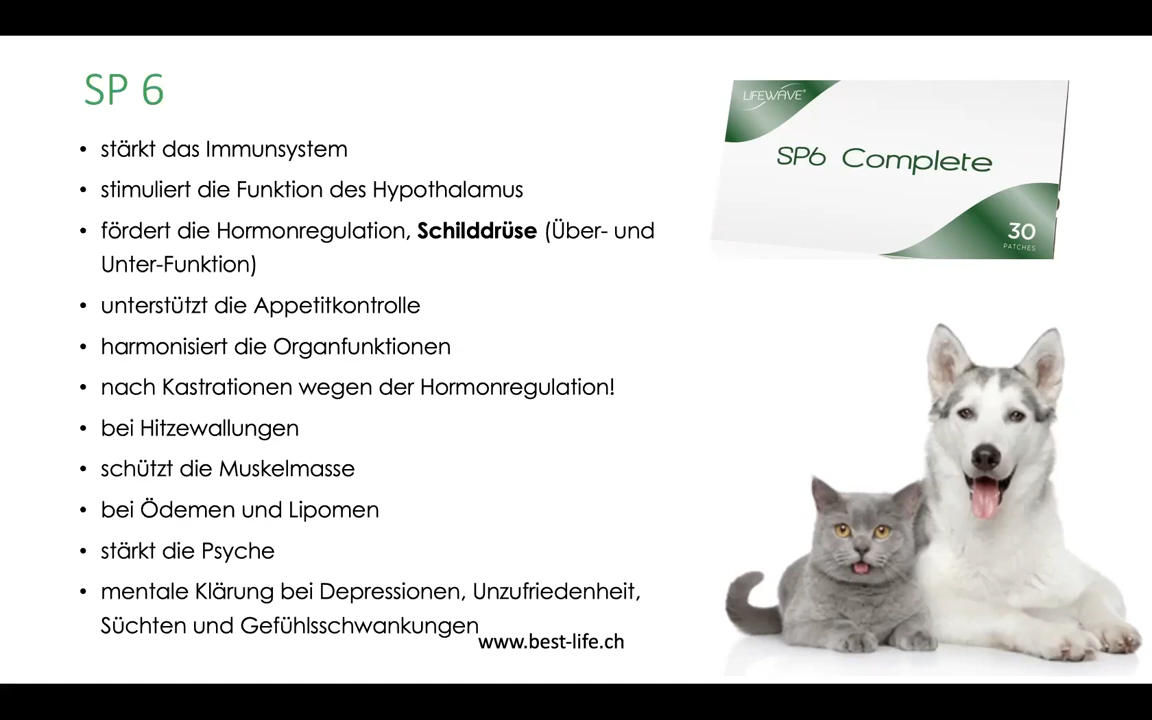 SP 6
• stärkt das Immunsystem
• stimuliert die Funktion des Hypothalamus
• fördert die Hormonregulation, Schilddrüse (Über- und
Unter-Funktion)
• unterstützt die Appetitkontrolle
• harmonisiert die Organfunktionen
• nach Kastrationen wegen der Hormonregulation!
• bei Hitzewallungen
• schützt die Muskelmasse
• bei Ödemen und Lipomen
• stärkt die Psyche
• mentale Klärung bei Depressionen, Unzufriedenheit,
Süchten und Gefühlsschwankungen
www.best-life.ch
LIFEWAVE®
SP6 Complete
30
PATCHES